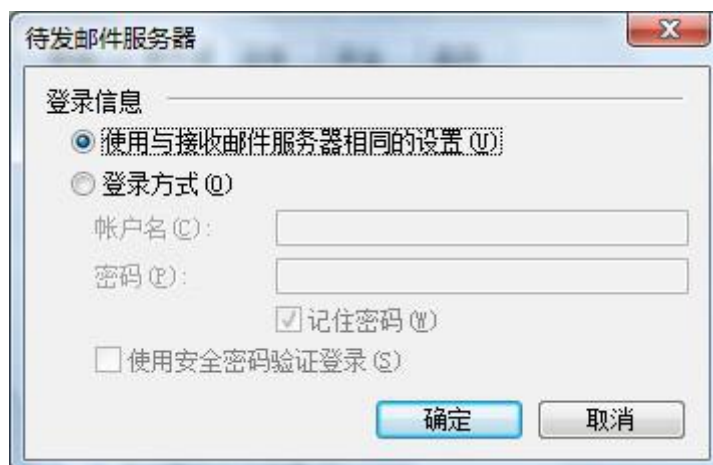 待发邮件服务器
登录信息
使用与接收邮件服务器相同的设置(U)
登录方式(O)
帐户名(C):
密码(P):
记住密码(W)
使用安全密码验证登录(S)
确定
取消